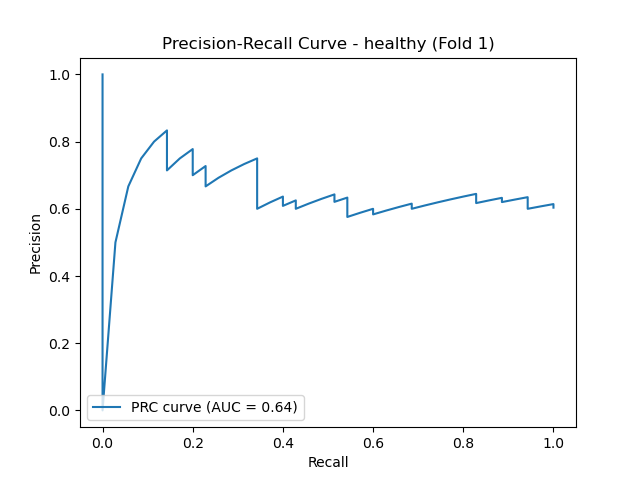 Precision-Recall Curve - healthy (Fold 1)
1.0
0.8
0.6
0.4
0.2
0.0
Precision
PRC curve (AUC = 0.64)
0.0 0.2 0.4 0.6 0.8 1.0
Recall